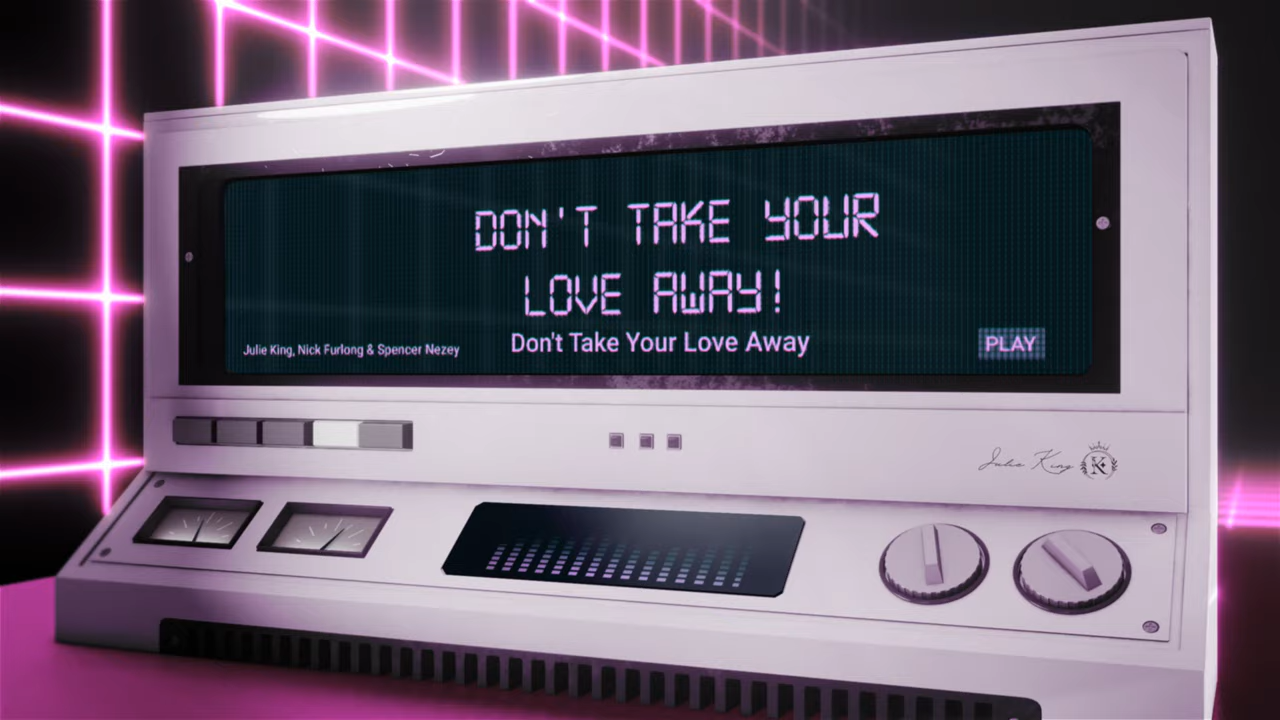 DON'T TAKE YOUR
LOVE AWAY!
Don't Take Your Love Away
Julie King, Nick Furlong & Spencer Nezey
PLAY
Julie King
K